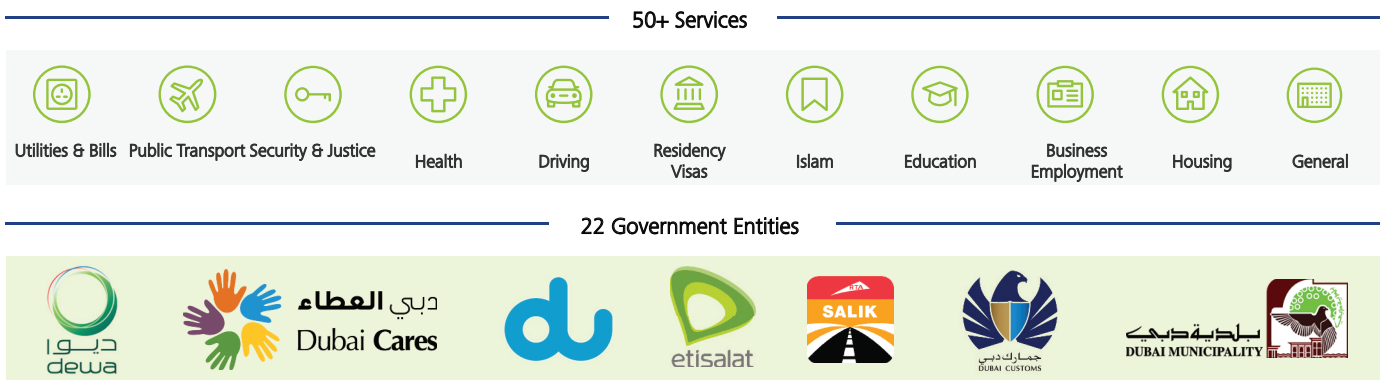 50+ Services
Utilities & Bills
Public Transport
Security & Justice
Health
Driving
Residency
Visas
Islam
Education
Business
Employment
Housing
General
22 Government Entities
ديوا
dewa
دبي العطاء
Dubai Cares
du
etisalat
RTA
SALIK
جمارك دبي
DUBAI CUSTOMS
بلدية دبي
DUBAI MUNICIPALITY